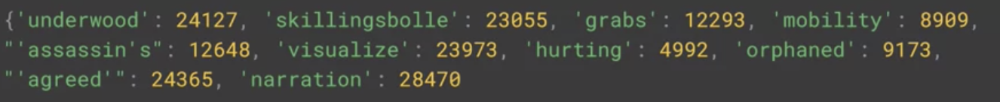 {'underwood': 24127, 'skillingsbolle': 23055, 'grabs': 12293, 'mobility': 8909,
"'assassin's": 12648, 'visualize': 23973, 'hurting': 4992, 'orphaned': 9173,
"'agreed'": 24365, 'narration': 28470